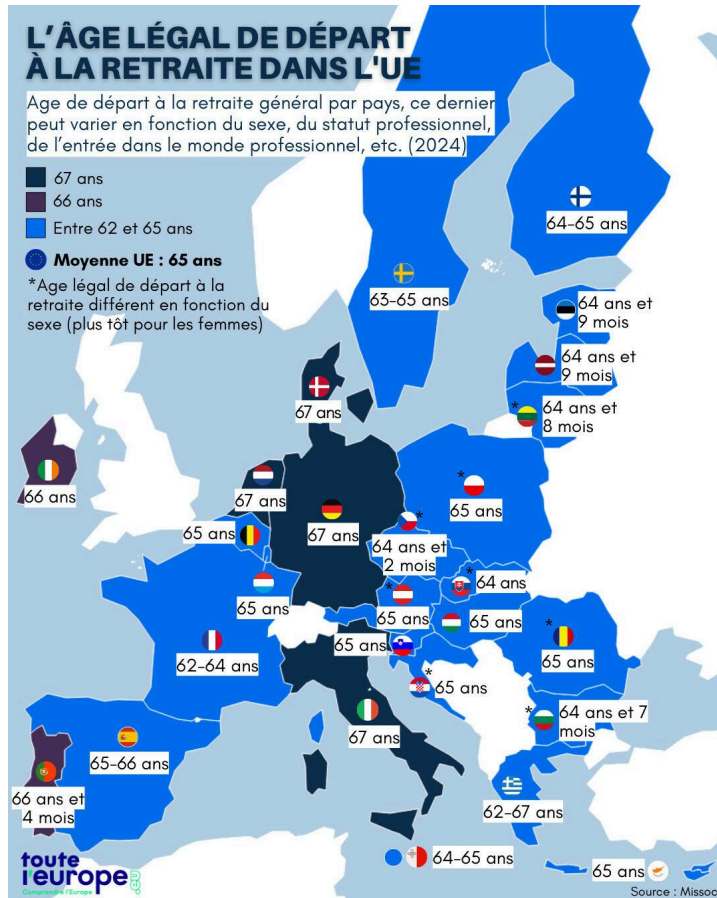 L'ÂGE LÉGAL DE DÉPART
À LA RETRAITE DANS L'UE
Age de départ à la retraite général par pays, ce dernier
peut varier en fonction du sexe, du statut professionnel,
de l'entrée dans le monde professionnel, etc. (2024)
67 ans
66 ans
Entre 62 et 65 ans
Moyenne UE : 65 ans
*Age légal de départ à la
retraite différent en fonction du
sexe (plus tôt pour les femmes)
64-65 ans
63-65 ans
64 ans et
9 mois
64 ans et
9 mois
*
64 ans et
8 mois
67 ans
66 ans
67 ans
67 ans
*
65 ans
65 ans
*
64 ans et
2 mois
65 ans
*
64 ans
*
65 ans
65 ans
*
65 ans
62-64 ans
65 ans
*
65 ans
67 ans
*
64 ans et 7
mois
65-66 ans
66 ans et
4 mois
62-67 ans
64-65 ans
65 ans
toute
l'europe.eu
Comprendre l'Europe
Source : Missoc